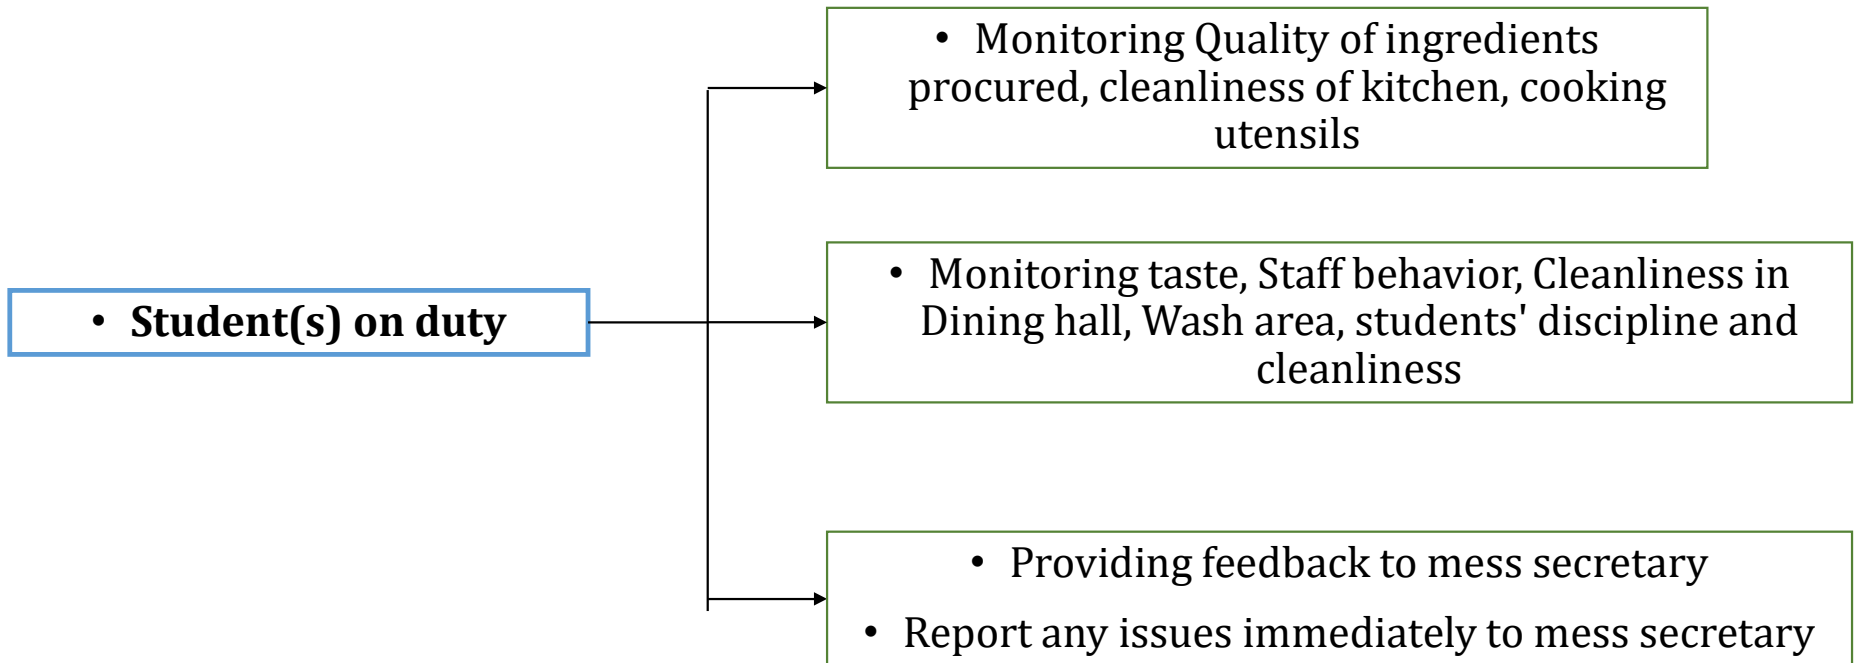 • Monitoring Quality of ingredients
procured, cleanliness of kitchen, cooking
utensils
• Student(s) on duty
• Monitoring taste, Staff behavior, Cleanliness in
Dining hall, Wash area, students' discipline and
cleanliness
• Providing feedback to mess secretary
• Report any issues immediately to mess secretary